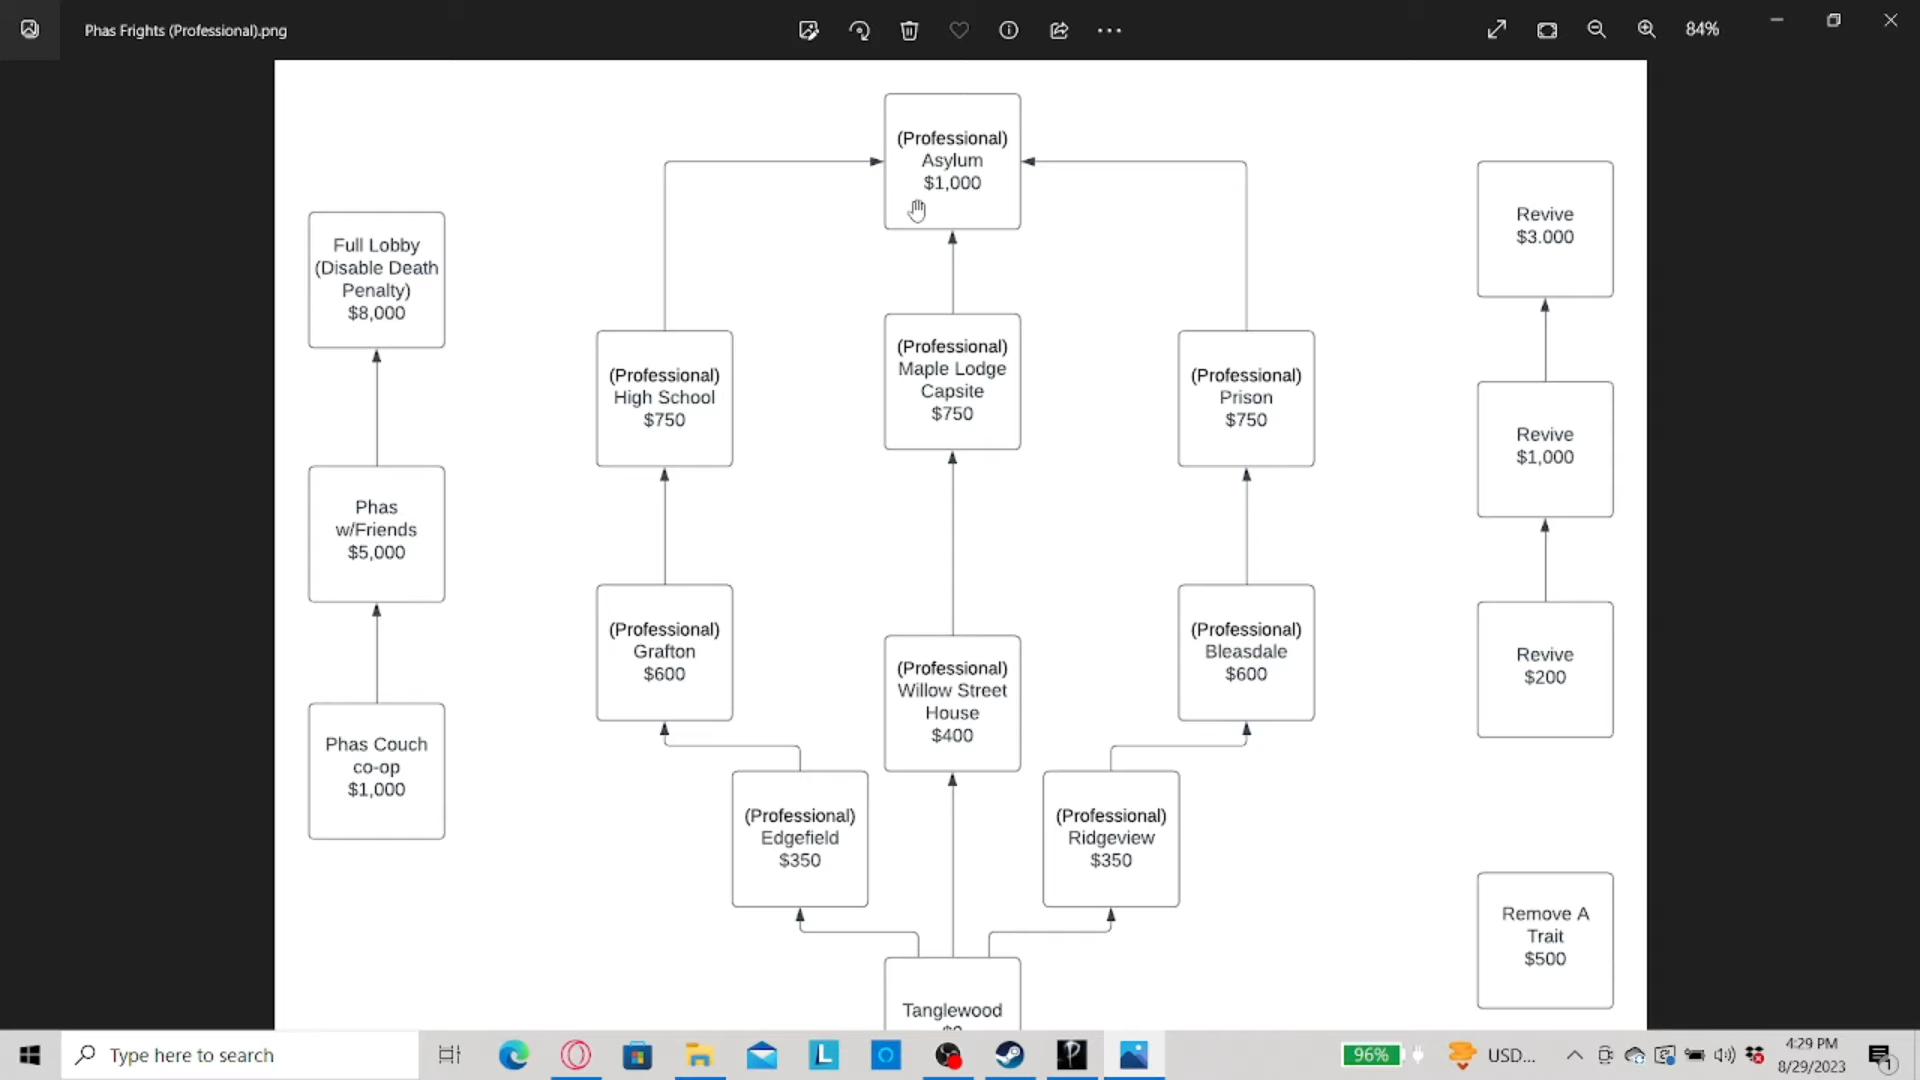 Phas Frights (Professional).png
84%
(Professional)
Asylum
$1,000
Full Lobby
(Disable Death
Penalty)
$8,000
Phas
w/Friends
$5,000
Phas Couch
co-op
$1,000
(Professional)
High School
$750
(Professional)
Grafton
$600
(Professional)
Edgefield
$350
(Professional)
Maple Lodge
Capsite
$750
(Professional)
Willow Street
House
$400
Tanglewood
(Professional)
Prison
$750
(Professional)
Bleasdale
$600
(Professional)
Ridgeview
$350
Revive
$3.000
Revive
$1,000
Revive
$200
Remove A
Trait
$500
Type here to search
96%
USD...
4:29 PM
8/29/2023
1